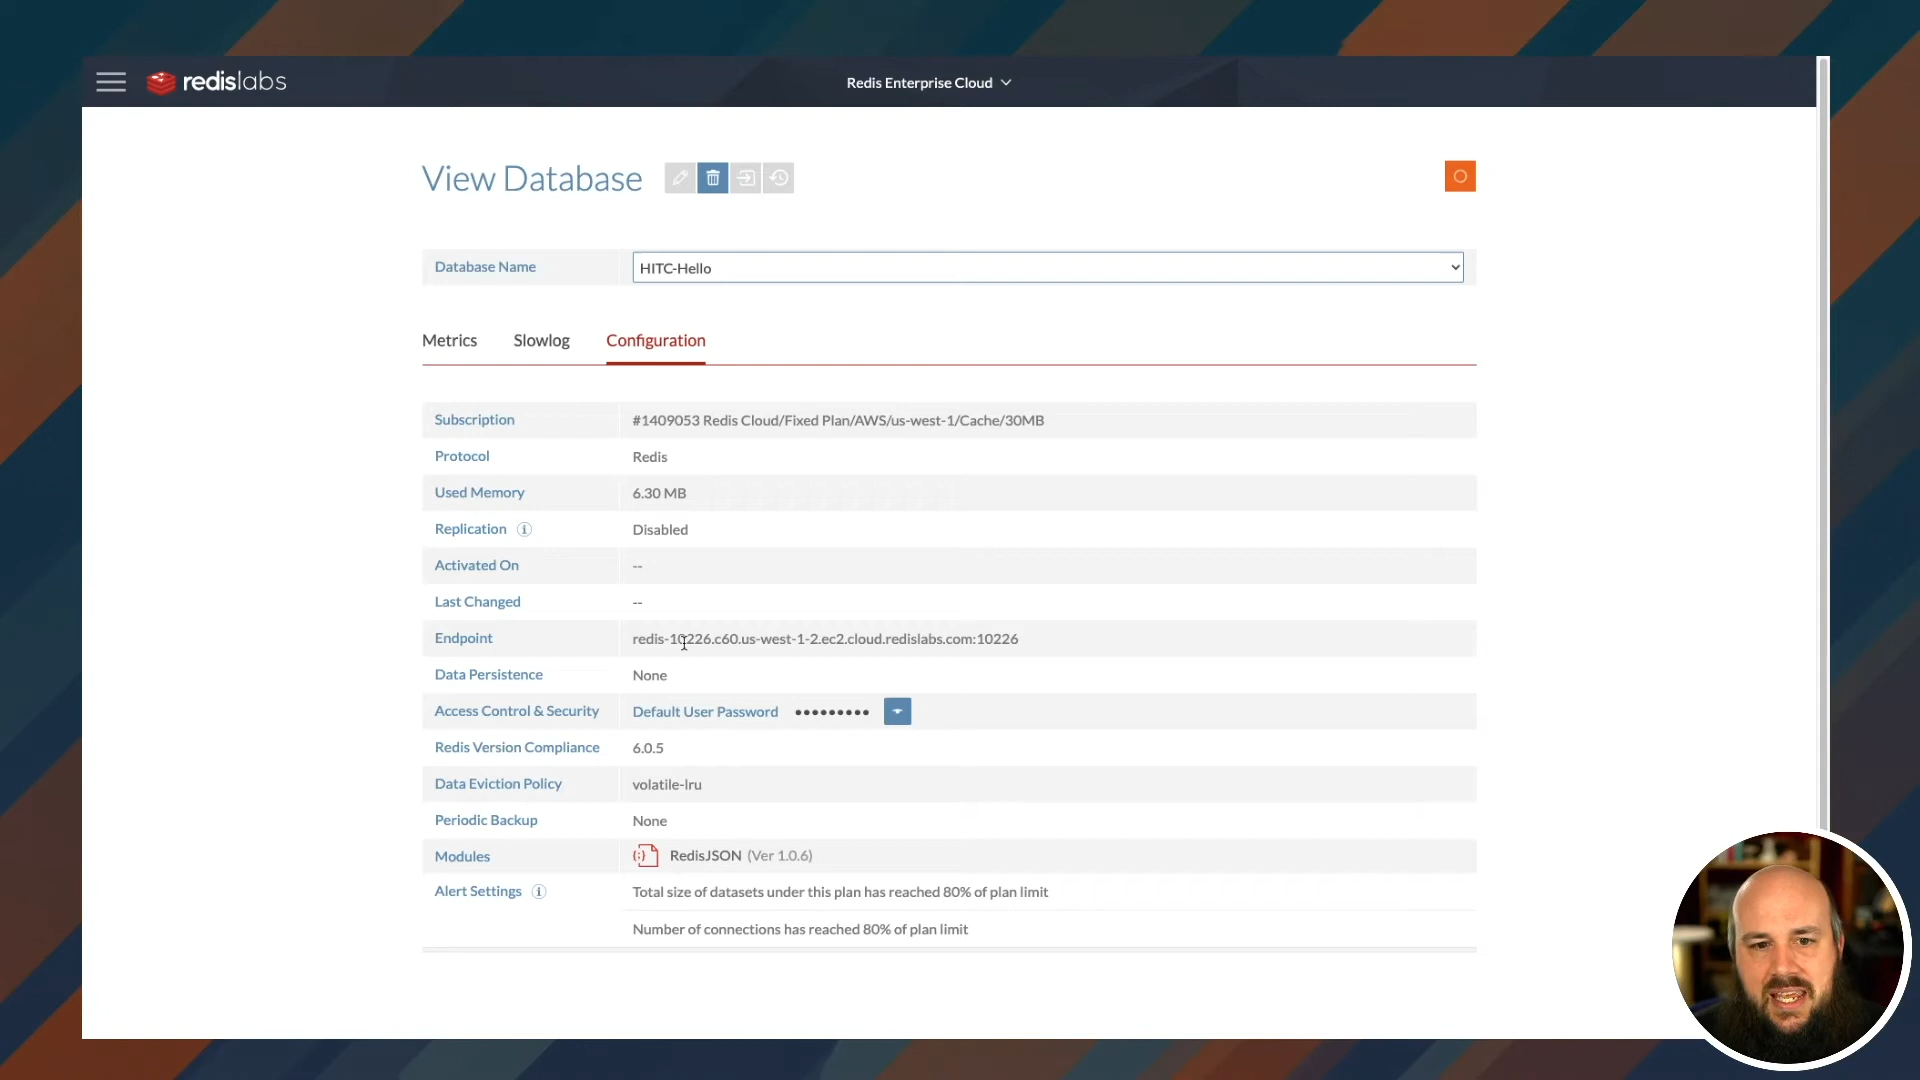 redislabs
Redis Enterprise Cloud
View Database
Database Name
HITC-Hello
Metrics
Slowlog
Configuration
Subscription
#1409053 Redis Cloud/Fixed Plan/AWS/us-west-1/Cache/30MB
Protocol
Redis
Used Memory
6.30 MB
Replication
Disabled
Activated On
--
Last Changed
--
Endpoint
redis-10226.c60.us-west-1-2.ec2.cloud.redislabs.com:10226
Data Persistence
None
Access Control & Security
Default User Password •••••••••
Redis Version Compliance
6.0.5
Data Eviction Policy
volatile-lru
Periodic Backup
None
Modules
RedisJSON (Ver 1.0.6)
Alert Settings
Total size of datasets under this plan has reached 80% of plan limit
Number of connections has reached 80% of plan limit